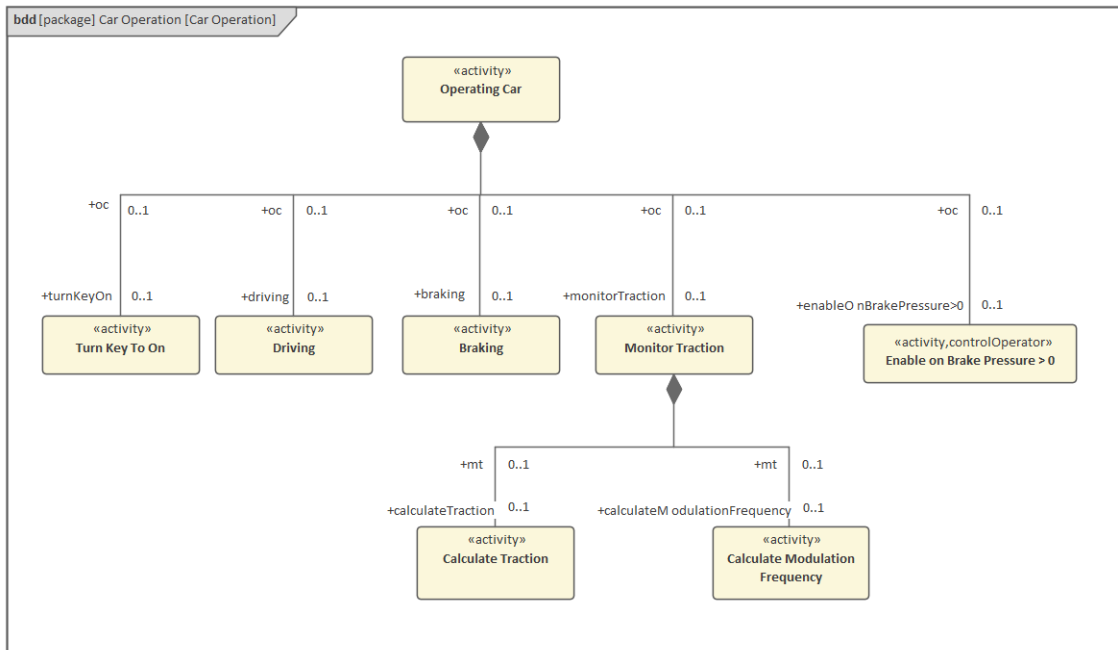 bdd [package] Car Operation [Car Operation]
«activity»
Operating Car
+oc 0..1 +oc 0..1 +oc 0..1 +oc 0..1 +oc 0..1
+turnKeyOn 0..1 +driving 0..1 +braking 0..1 +monitorTraction 0..1 +enableO nBrakePressure>0 0..1
«activity» «activity» «activity» «activity» «activity,controlOperator»
Turn Key To On Driving Braking Monitor Traction Enable on Brake Pressure > 0
+mt 0..1 +mt 0..1
+calculateTraction 0..1 +calculateM odulationFrequency 0..1
«activity» «activity»
Calculate Traction Calculate Modulation
Frequency